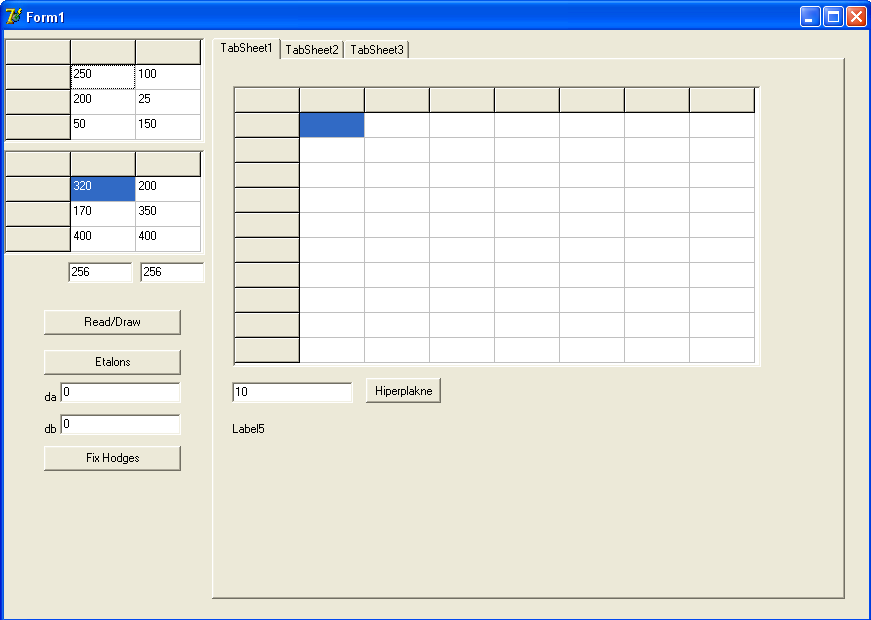 Form1
250 100
200 25
50 150
320 200
170 350
400 400
256 256
Read/Draw
Etalons
da 0
db 0
Fix Hodges
TabSheet1 TabSheet2 TabSheet3
10 Hiperplakne
Label5